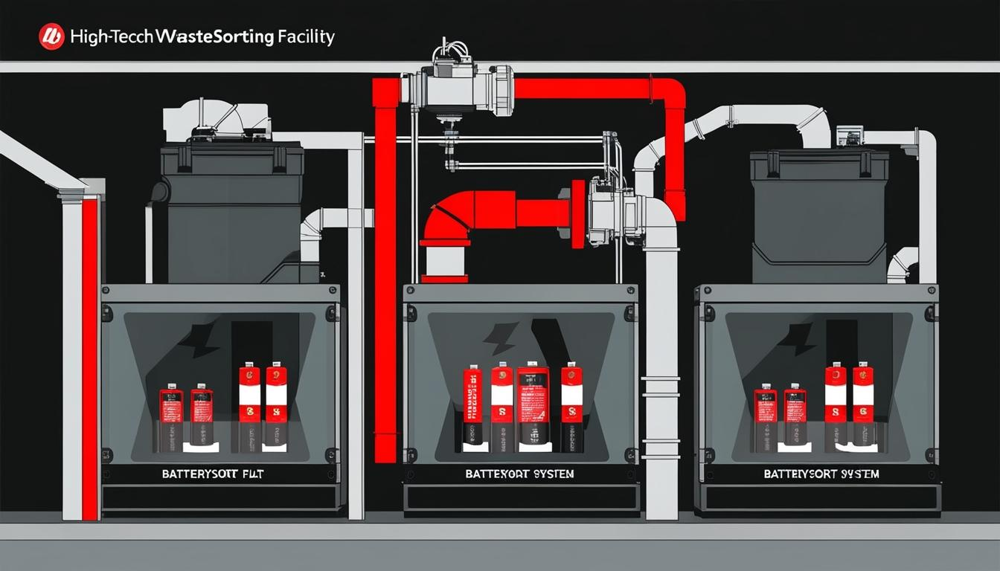 High-Tecch WasteSorting Facility
BATTERYSOTT FILT
BATTEYORT SYSTEM
BATTEIYSORT SYSTEM